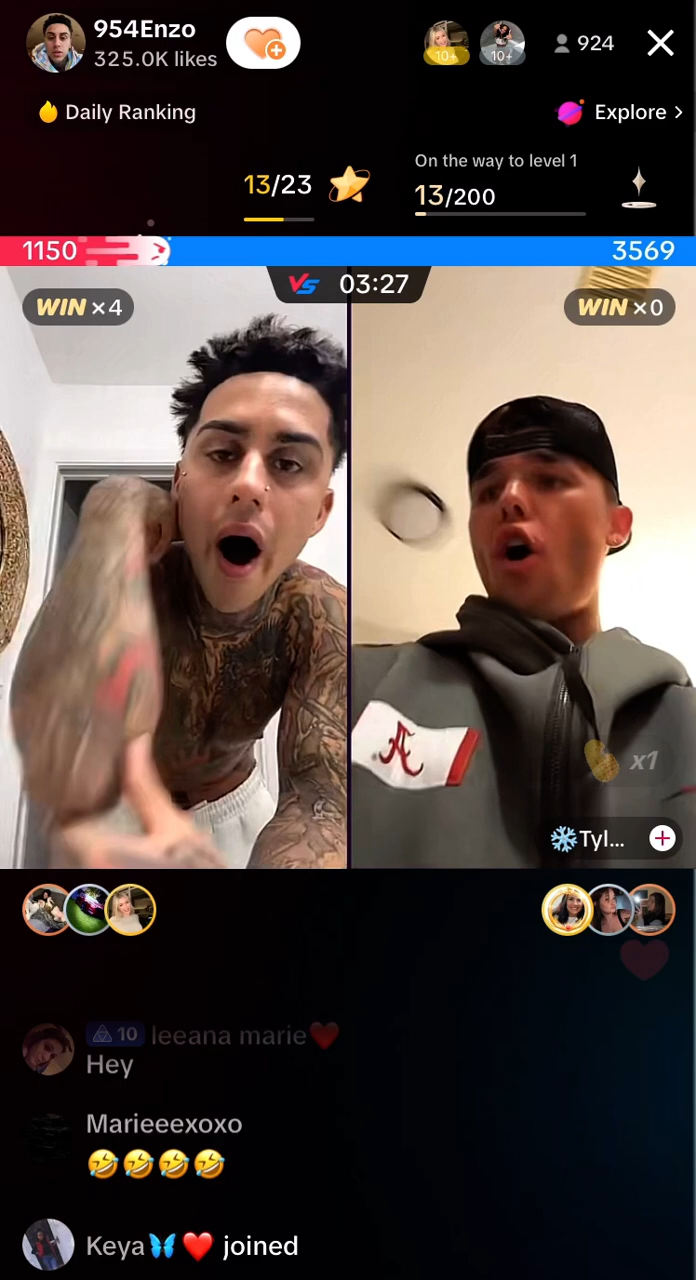 954Enzo
325.0K likes
10+
10+
924
Daily Ranking
Explore >
13/23
On the way to level 1
13/200
1150
3569
VS 03:27
WIN ×4
WIN ×0
A
x1
❄️Tyl...
10 leeana marie❤️
Hey
Marieeexoxo
🤣🤣🤣🤣
Keya🦋❤️ joined